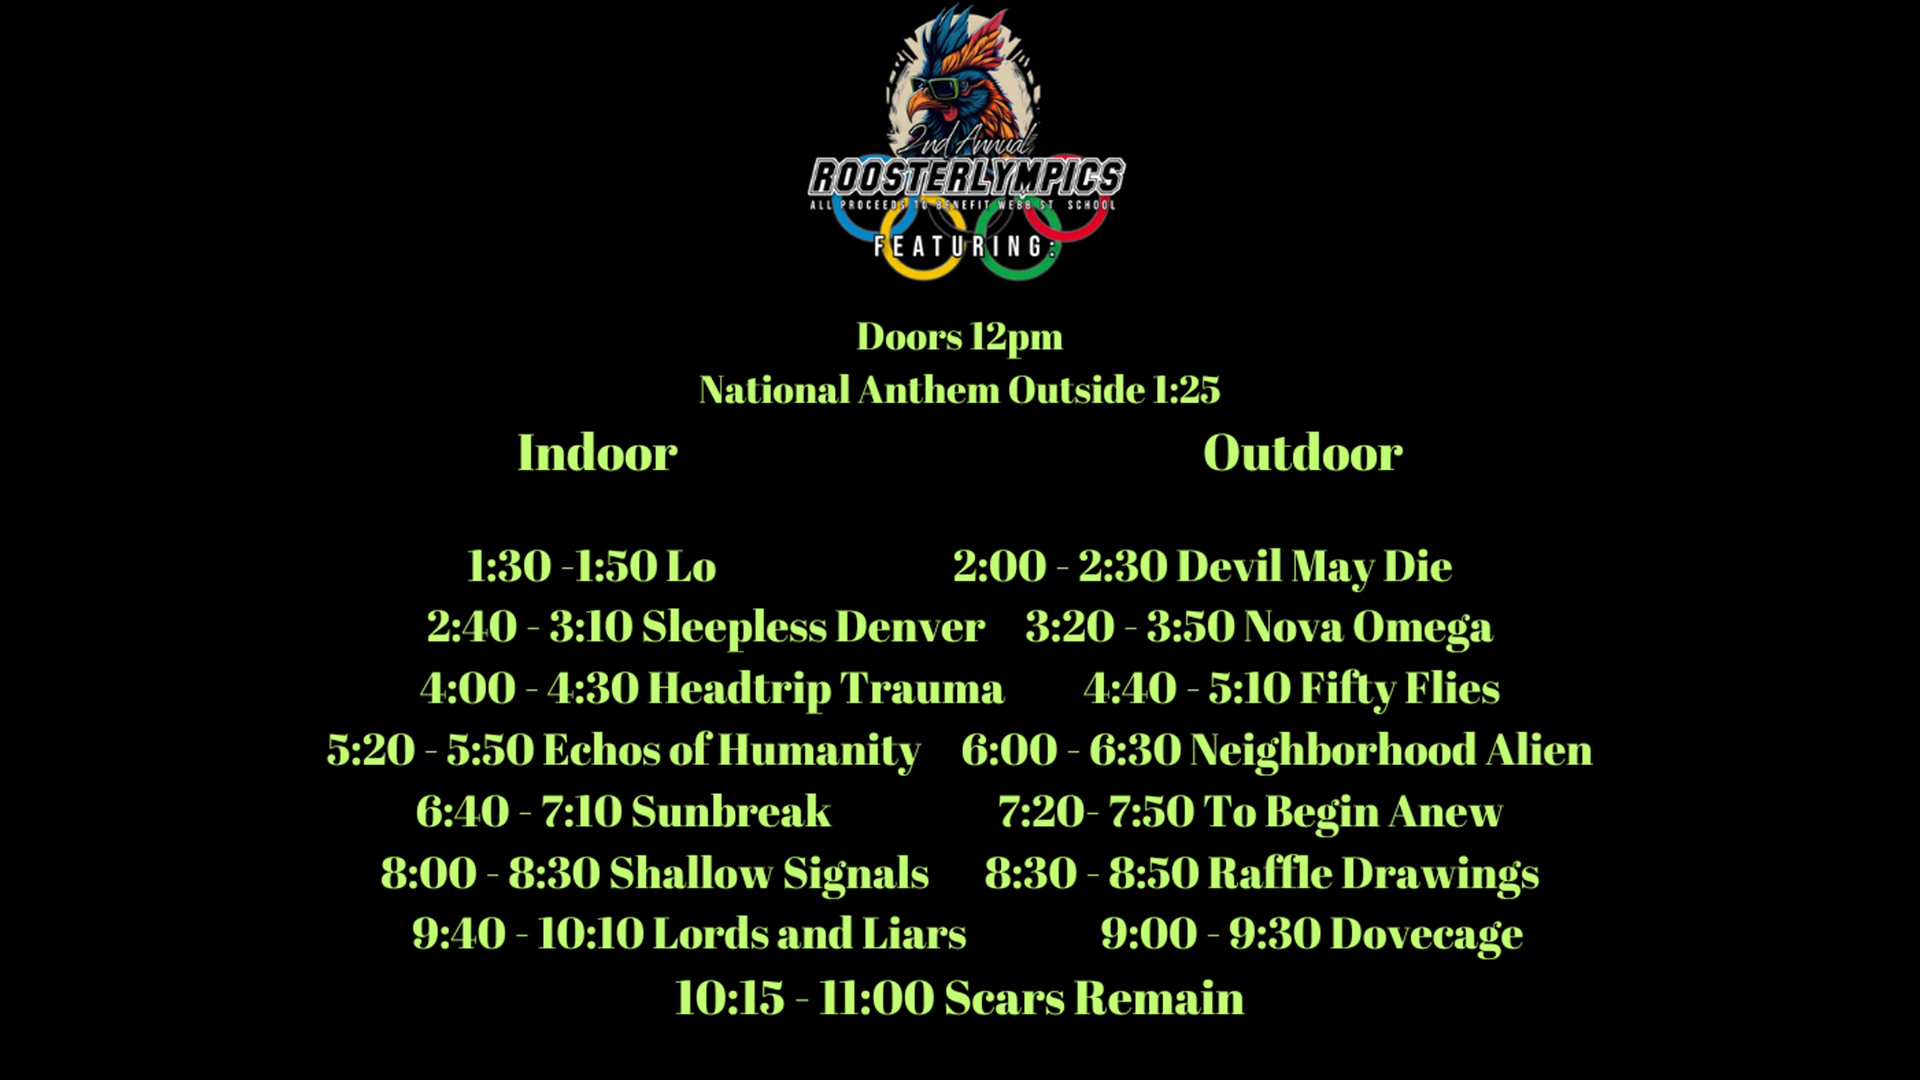 2nd Annual
ROOSTERLYMPICS
ALL PROCEEDS TO BENEFIT WEBB ST SCHOOL
FEATURING:
Doors 12pm
National Anthem Outside 1:25
Indoor Outdoor
1:30 -1:50 Lo 2:00 - 2:30 Devil May Die
2:40 - 3:10 Sleepless Denver 3:20 - 3:50 Nova Omega
4:00 - 4:30 Headtrip Trauma 4:40 - 5:10 Fifty Flies
5:20 - 5:50 Echos of Humanity 6:00 - 6:30 Neighborhood Alien
6:40 - 7:10 Sunbreak 7:20- 7:50 To Begin Anew
8:00 - 8:30 Shallow Signals 8:30 - 8:50 Raffle Drawings
9:40 - 10:10 Lords and Liars 9:00 - 9:30 Dovecage
10:15 - 11:00 Scars Remain